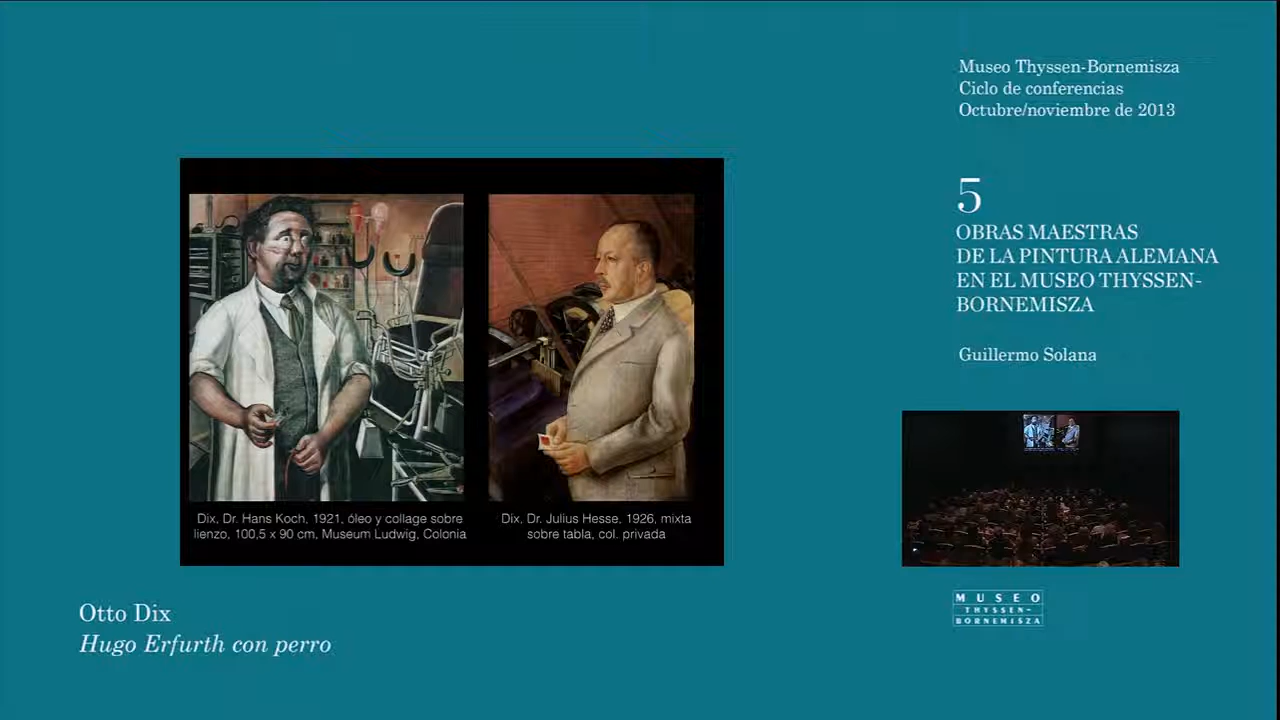 Museo Thyssen-Bornemisza
Ciclo de conferencias
Octubre/noviembre de 2013
5
OBRAS MAESTRAS
DE LA PINTURA ALEMANA
EN EL MUSEO THYSSEN-
BORNEMISZA
Guillermo Solana
Dix, Dr. Hans Koch, 1921, óleo y collage sobre
lienzo, 100,5 x 90 cm, Museum Ludwig, Colonia
Dix, Dr. Julius Hesse, 1926, mixta
sobre tabla, col. privada
Otto Dix
Hugo Erfurth con perro
MUSEO
THYSSEN-
BORNEMISZA